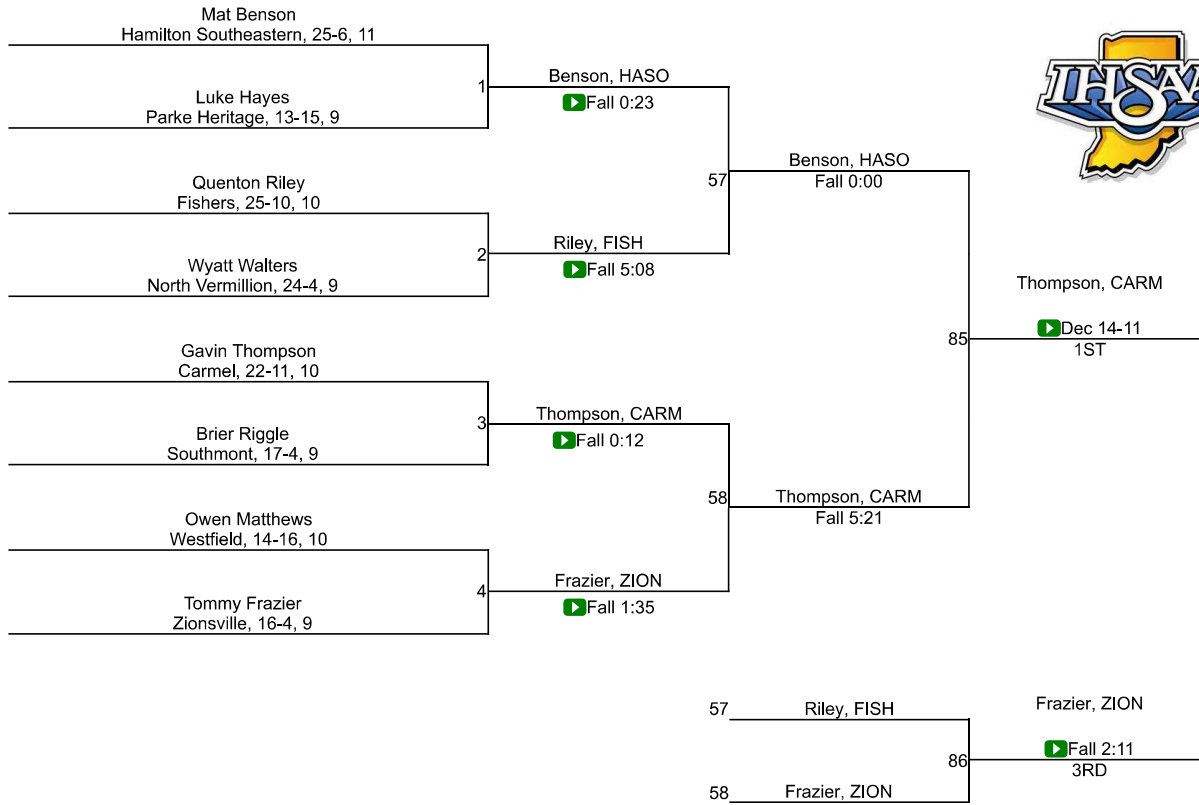 Mat Benson
Hamilton Southeastern, 25-6, 11
1
Luke Hayes
Parke Heritage, 13-15, 9
Benson, HASO
Fall 0:23
57
Quenton Riley
Fishers, 25-10, 10
2
Wyatt Walters
North Vermillion, 24-4, 9
Riley, FISH
Fall 5:08
Benson, HASO
Fall 0:00
85
Gavin Thompson
Carmel, 22-11, 10
3
Brier Riggle
Southmont, 17-4, 9
Thompson, CARM
Fall 0:12
58
Owen Matthews
Westfield, 14-16, 10
4
Tommy Frazier
Zionsville, 16-4, 9
Frazier, ZION
Fall 1:35
Thompson, CARM
Fall 5:21
IHSAA
Thompson, CARM
Dec 14-11
1ST
57 Riley, FISH
86
58 Frazier, ZION
Frazier, ZION
Fall 2:11
3RD